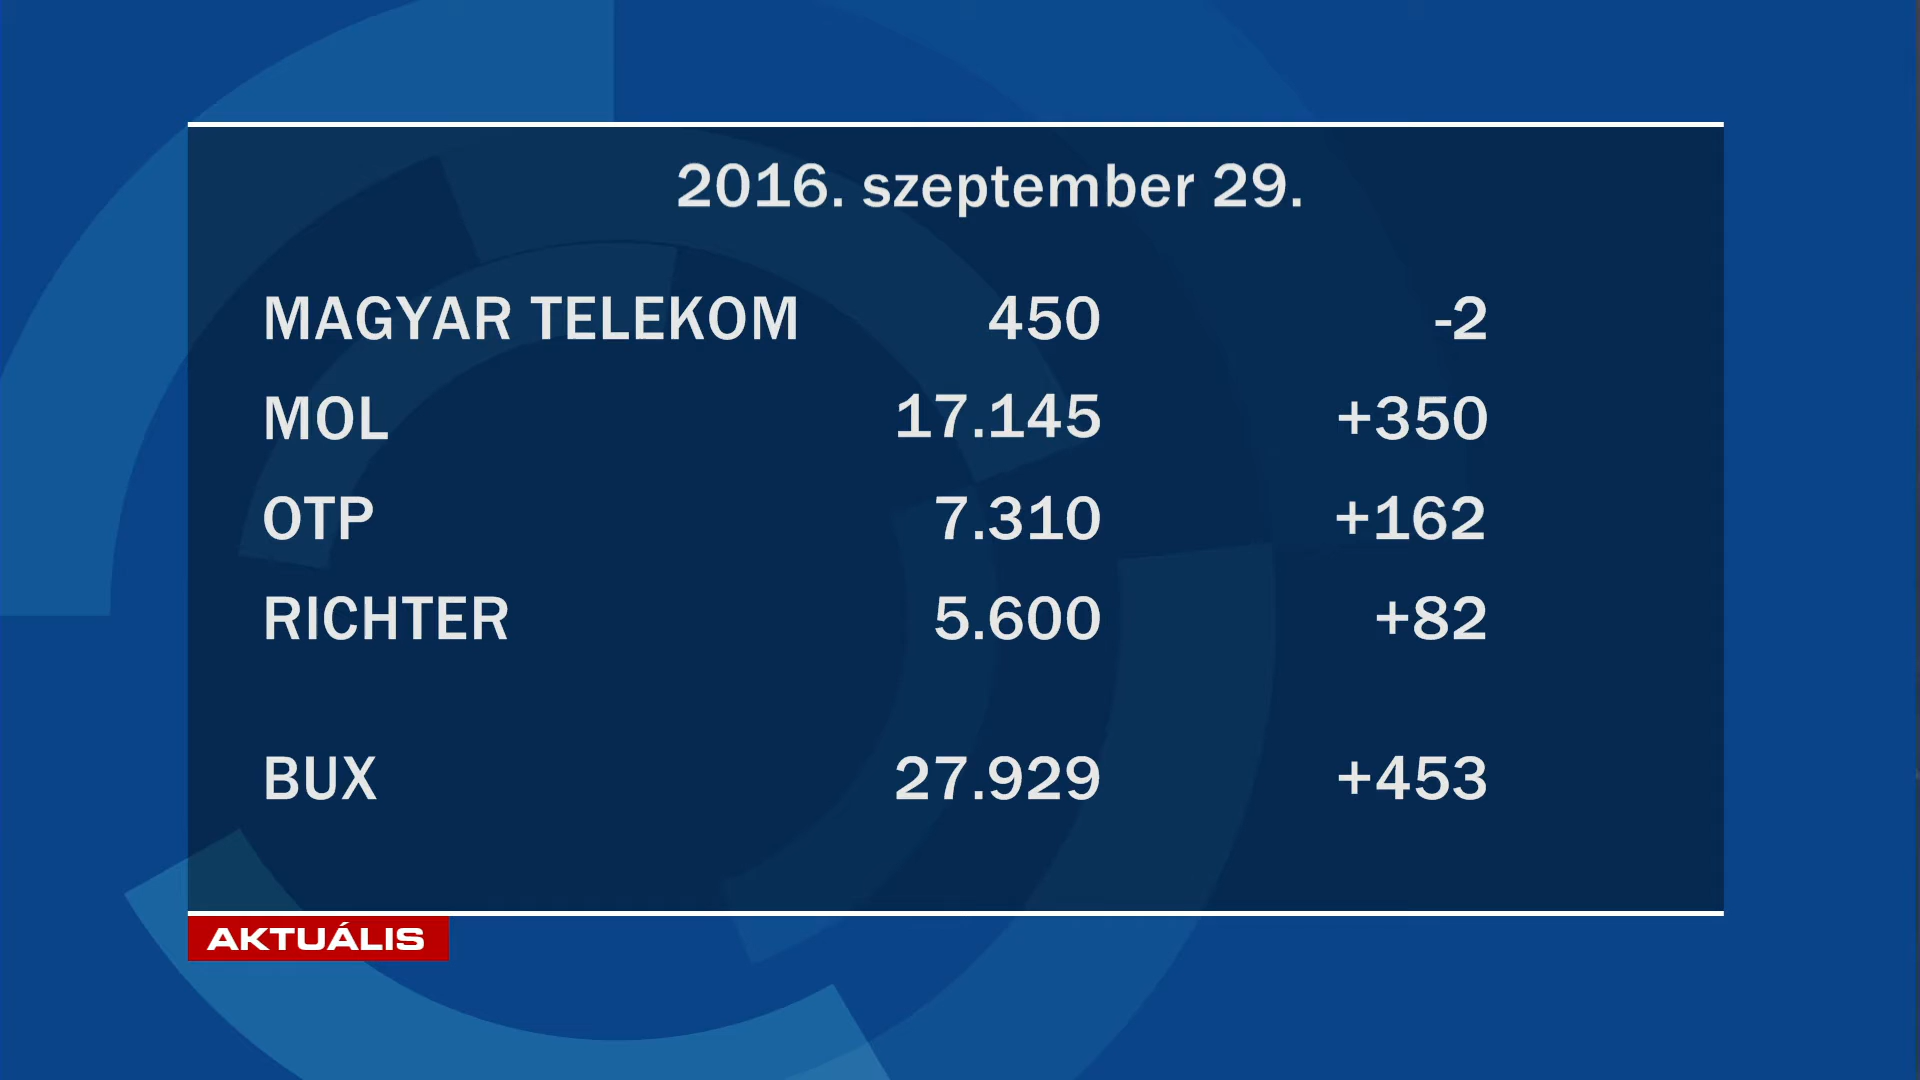 2016. szeptember 29.
MAGYAR TELEKOM 450 -2
MOL 17.145 +350
OTP 7.310 +162
RICHTER 5.600 +82
BUX 27.929 +453
AKTUÁLIS